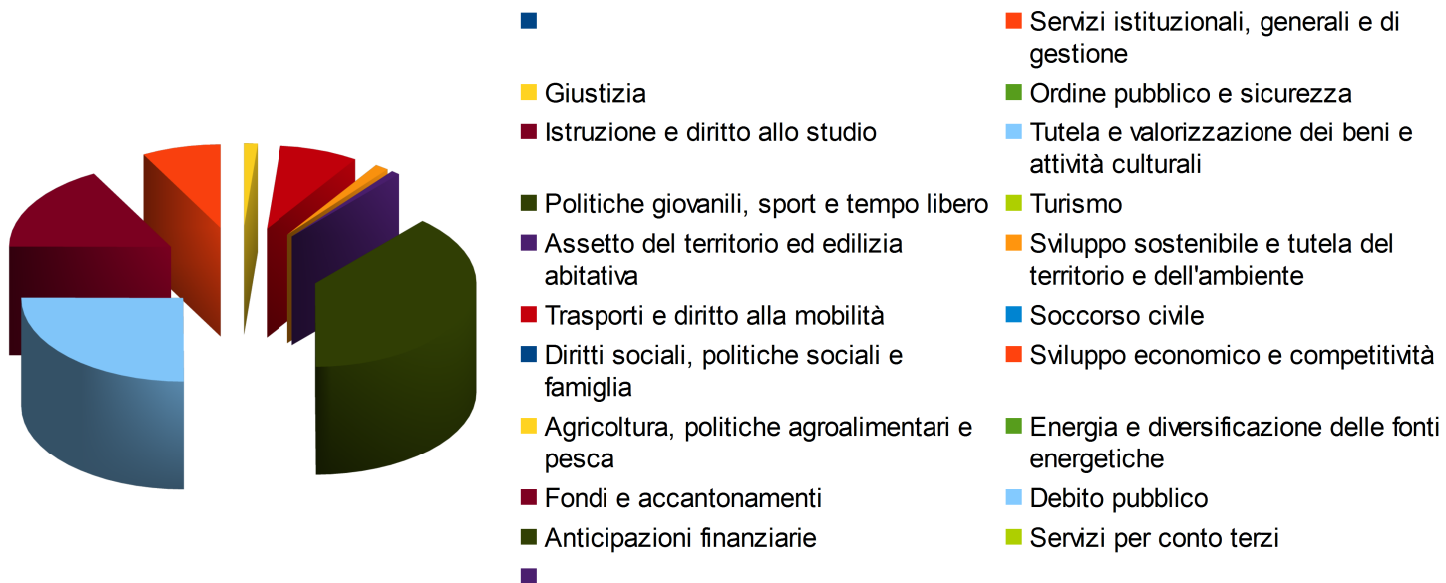 Servizi istituzionali, generali e di
gestione
Giustizia
Ordine pubblico e sicurezza
Istruzione e diritto allo studio
Tutela e valorizzazione dei beni e
attività culturali
Politiche giovanili, sport e tempo libero
Turismo
Assetto del territorio ed edilizia
abitativa
Sviluppo sostenibile e tutela del
territorio e dell'ambiente
Trasporti e diritto alla mobilità
Soccorso civile
Diritti sociali, politiche sociali e
famiglia
Sviluppo economico e competitività
Agricoltura, politiche agroalimentari e
pesca
Energia e diversificazione delle fonti
energetiche
Fondi e accantonamenti
Debito pubblico
Anticipazioni finanziarie
Servizi per conto terzi